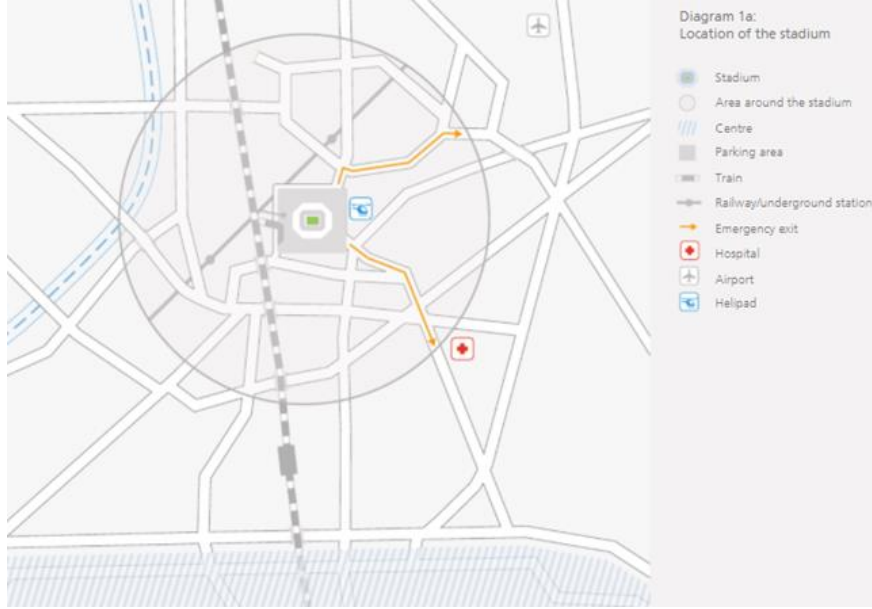 Diagram 1a:
Location of the stadium
Stadium
Area around the stadium
Centre
Parking area
Train
Railway/underground station
Emergency exit
Hospital
Airport
Helipad